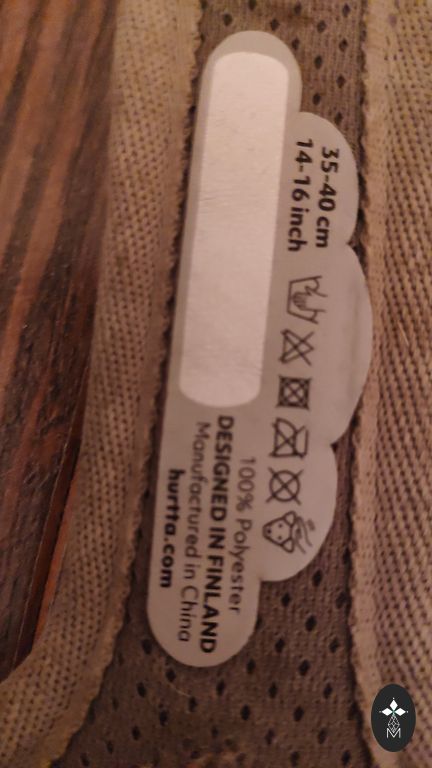 35-40 cm
14-16 inch
100% Polyester
DESIGNED IN FINLAND
Manufactured in China
hurtta.com
M